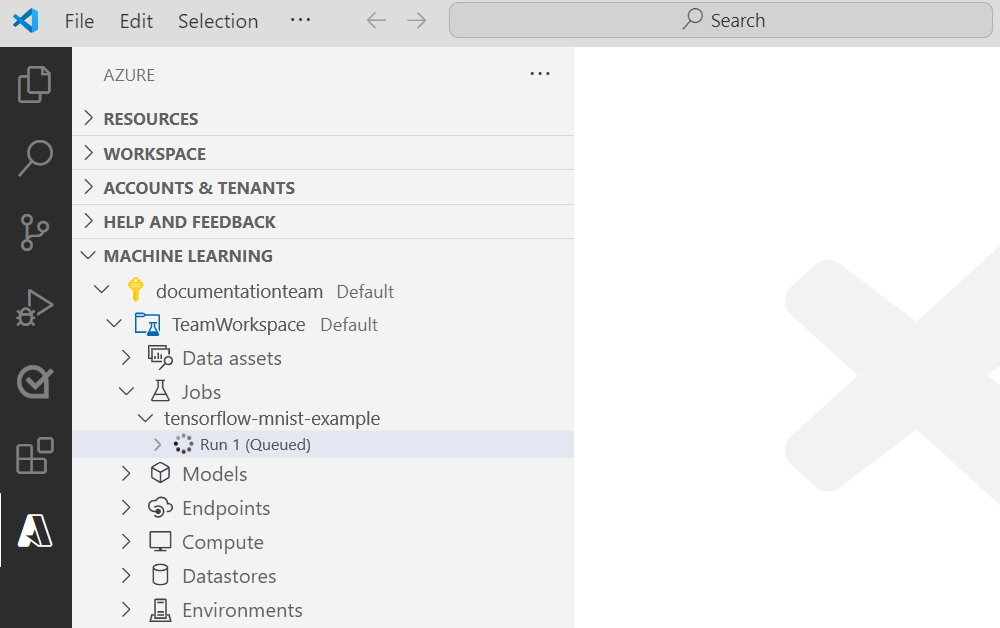 File Edit Selection ··· Search
AZURE ···
RESOURCES
WORKSPACE
ACCOUNTS & TENANTS
HELP AND FEEDBACK
MACHINE LEARNING
documentationteam Default
TeamWorkspace Default
Data assets
Jobs
tensorflow-mnist-example
Run 1 (Queued)
Models
Endpoints
Compute
Datastores
Environments